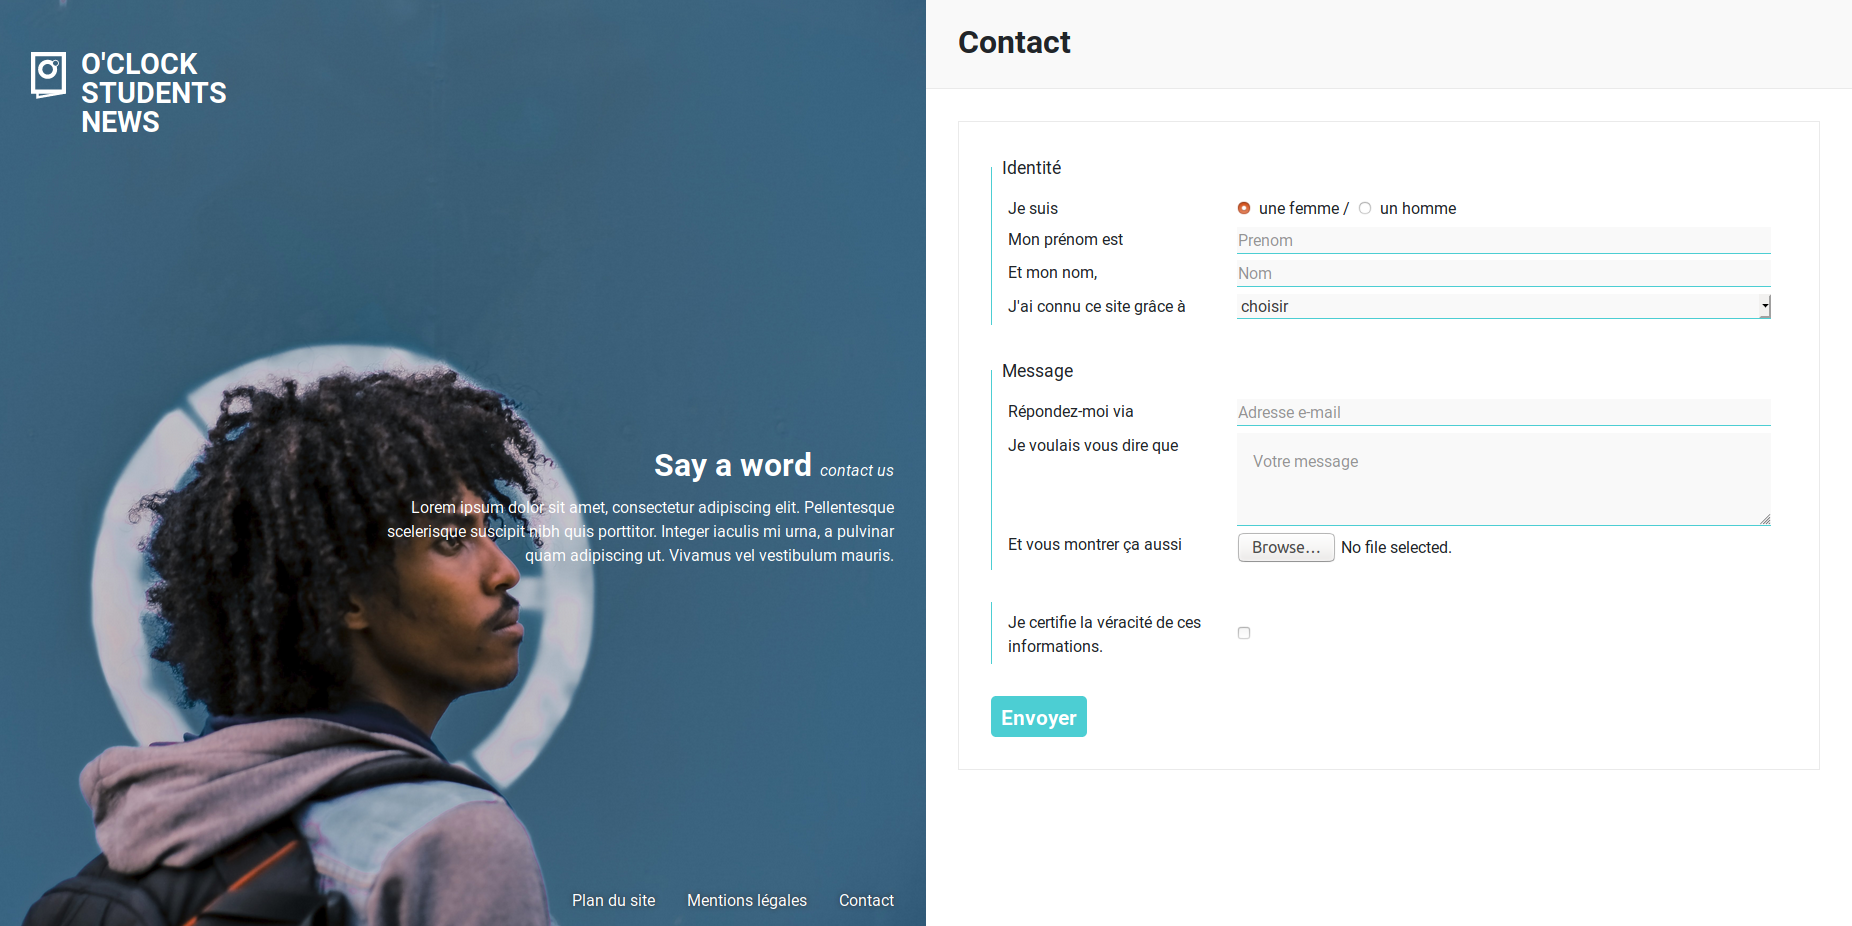 O'CLOCK
STUDENTS
NEWS
Say a word contact us
Lorem ipsum dolor sit amet, consectetur adipiscing elit. Pellentesque
scelerisque suscipit nibh quis porttitor. Integer iaculis mi urna, a pulvinar
quam adipiscing ut. Vivamus vel vestibulum mauris.
Plan du site Mentions légales Contact
Contact
Identité
Je suis une femme / un homme
Mon prénom est Prenom
Et mon nom, Nom
J'ai connu ce site grâce à choisir
Message
Répondez-moi via Adresse e-mail
Je voulais vous dire que Votre message
Et vous montrer ça aussi Browse... No file selected.
Je certifie la véracité de ces
informations.
Envoyer